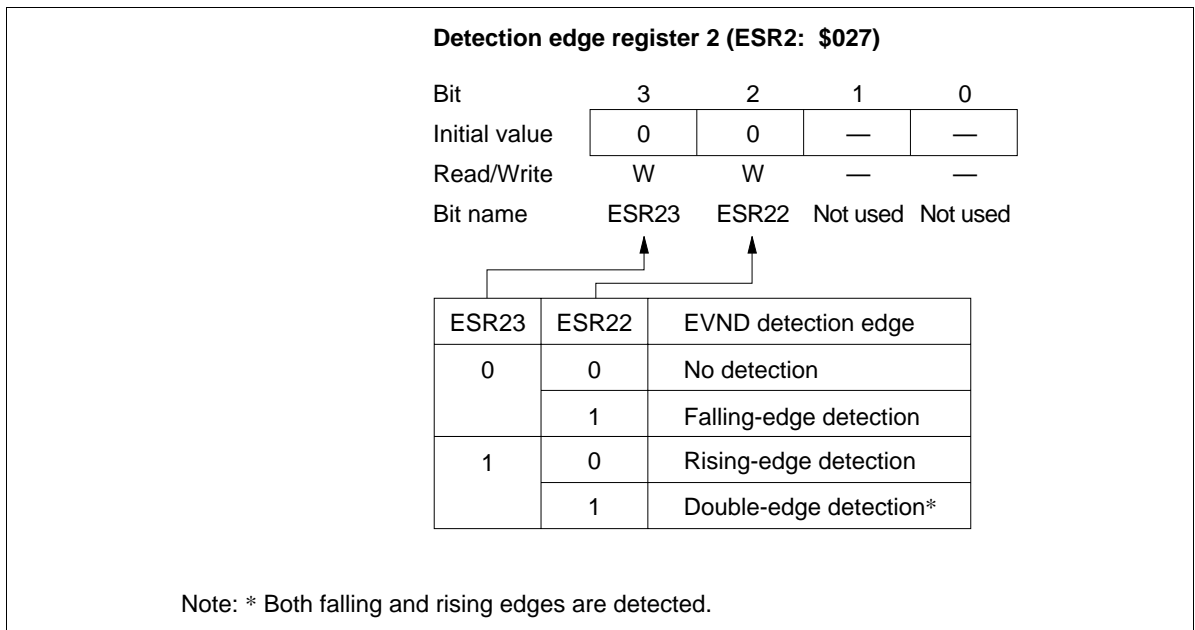 Detection edge register 2 (ESR2: $027)
Bit 3 2 1 0
Initial value 0 0 — —
Read/Write W W — —
Bit name ESR23 ESR22 Not used Not used
ESR23 ESR22 EVND detection edge
0 0 No detection
1 Falling-edge detection
1 0 Rising-edge detection
1 Double-edge detection*
Note: * Both falling and rising edges are detected.